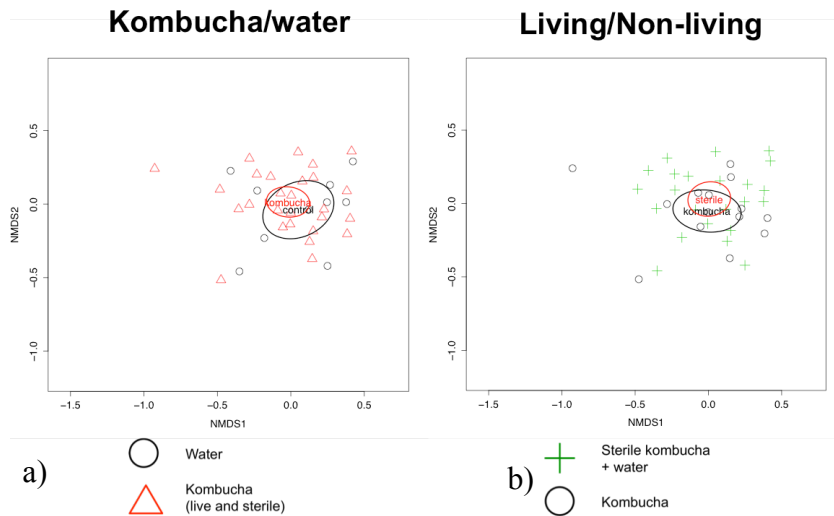 Kombucha/water
Living/Non-living
NMDS2
0.5
0.0
−0.5
−1.0
kombucha
control
−1.5
−1.0
−0.5
0.0
0.5
NMDS1
NMDS2
0.5
0.0
−0.5
−1.0
sterile
kombucha
−1.5
−1.0
−0.5
0.0
0.5
NMDS1
a)
Water
Kombucha
(live and sterile)
b)
Sterile kombucha
+ water
Kombucha